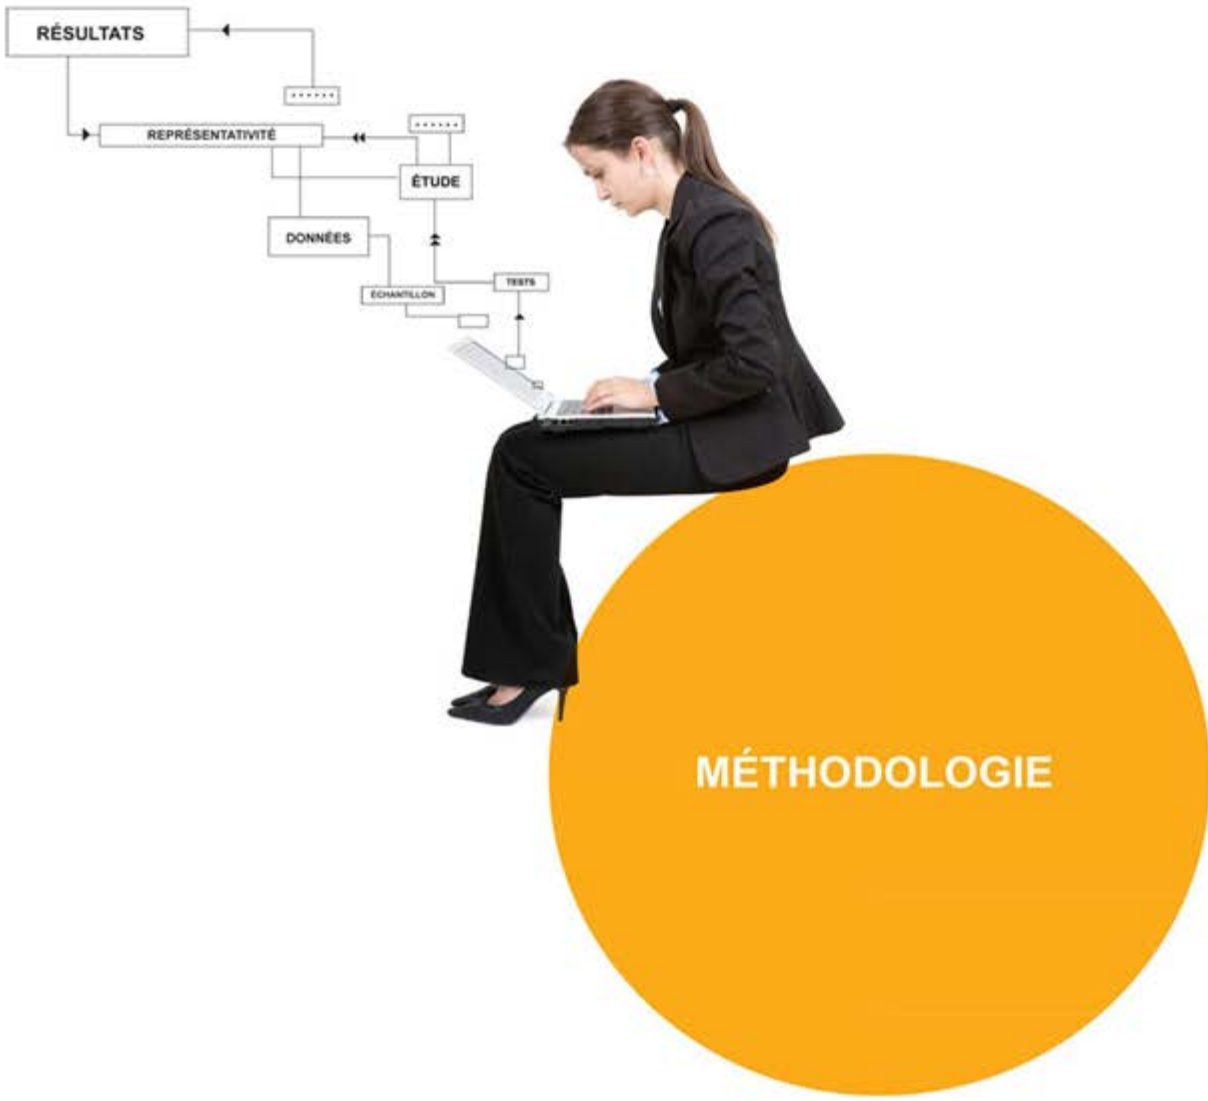 RÉSULTATS
REPRÉSENTATIVITÉ
ÉTUDE
DONNÉES
TESTS
ÉCHANTILLON
MÉTHODOLOGIE